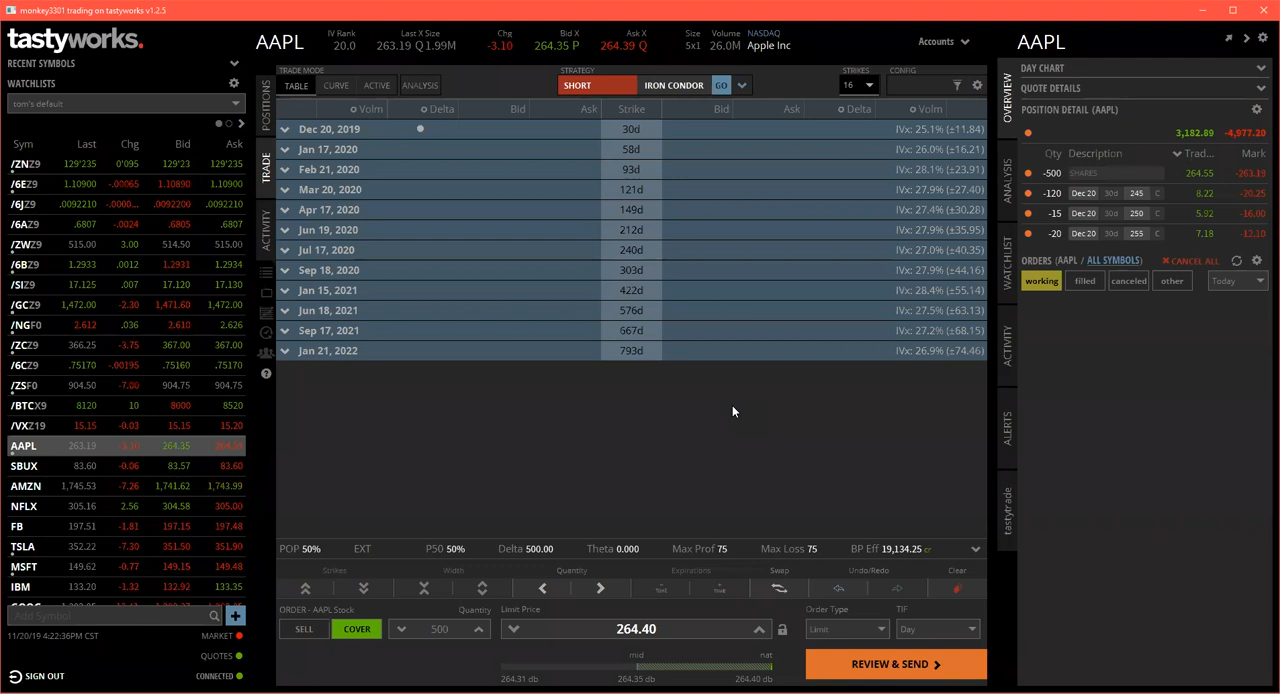 monkey3301 trading on tastyworks v1.2.5
tastyworks.
RECENT SYMBOLS
WATCHLISTS
tom's default
Sym Last Chg Bid Ask
/ZNZ9 129'235 0'095 129'23 129'235
/6EZ9 1.10900 -.00065 1.10890 1.10900
/6JZ9 .0092210 -.0000... .0092200 .0092210
/6AZ9 .6807 -.0024 .6805 .6807
/ZWZ9 515.00 3.00 514.50 515.00
/6BZ9 1.2933 .0012 1.2931 1.2934
/SIZ9 17.125 .007 17.120 17.130
/GCZ9 1,472.00 -2.30 1,471.60 1,472.00
/NGF0 2.612 .036 2.610 2.626
/ZCZ9 366.25 -3.75 367.00 367.00
/6CZ9 .75170 -.00195 .75160 .75170
/ZSF0 904.50 -7.00 904.75 904.75
/BTCX9 8120 10 8000 8520
/VXZ19 15.15 -0.03 15.15 15.20
AAPL 263.19 -3.10 264.35
SBUX 83.60 -0.06 83.57 83.60
AMZN 1,745.53 -7.26 1,741.62 1,743.99
NFLX 305.16 2.56 304.58 305.00
FB 197.51 -1.81 197.15 197.48
TSLA 352.22 -7.30 351.50 351.90
MSFT 149.62 -0.77 149.15 149.48
IBM 133.20 -1.32 132.92 133.35
Add Symbol
11/20/19 4:22:36PM CST MARKET
QUOTES
SIGN OUT CONNECTED
AAPL
IV Rank Last X Size Chg Bid X Ask X Size Volume NASDAQ
20.0 263.19 Q 1.99M -3.10 264.35 P 264.39 Q 5x1 26.0M Apple Inc
Accounts
TRADE MODE STRATEGY STRIKES CONFIG
TABLE CURVE ACTIVE ANALYSIS SHORT IRON CONDOR GO 16
POSITIONS
TRADE
ACTIVITY
Volm Delta Bid Ask Strike Bid Ask Delta Volm
Dec 20, 2019 30d IVx: 25.1% (±11.84)
Jan 17, 2020 58d IVx: 26.0% (±16.21)
Feb 21, 2020 93d IVx: 28.1% (±23.91)
Mar 20, 2020 121d IVx: 27.9% (±27.40)
Apr 17, 2020 149d IVx: 27.4% (±30.28)
Jun 19, 2020 212d IVx: 27.9% (±35.95)
Jul 17, 2020 240d IVx: 27.0% (±40.35)
Sep 18, 2020 303d IVx: 27.9% (±44.16)
Jan 15, 2021 422d IVx: 28.4% (±55.14)
Jun 18, 2021 576d IVx: 27.5% (±63.13)
Sep 17, 2021 667d IVx: 27.2% (±68.15)
Jan 21, 2022 793d IVx: 26.9% (±74.46)
POP 50% EXT P50 50% Delta 500.00 Theta 0.000 Max Prof 75 Max Loss 75 BP Eff 19,134.25 cr
Strikes Width Quantity Expirations Swap Undo/Redo Clear
ORDER - AAPL Stock Quantity Limit Price Order Type TIF
SELL COVER 500 264.40 Limit Day
mid nat
264.31 db 264.35 db 264.40 db
REVIEW & SEND
AAPL
OVERVIEW
ANALYSIS
WATCHLIST
ACTIVITY
ALERTS
tastytrade
DAY CHART
QUOTE DETAILS
POSITION DETAIL (AAPL)
3,182.89 -4,977.20
Qty Description Trad... Mark
-500 SHARES 264.55 -263.19
-120 Dec 20 30d 245 C 8.22 -20.25
-15 Dec 20 30d 250 C 5.92 -16.00
-20 Dec 20 30d 255 C 7.18 -12.10
ORDERS (AAPL / ALL SYMBOLS) CANCEL ALL
working filled canceled other Today